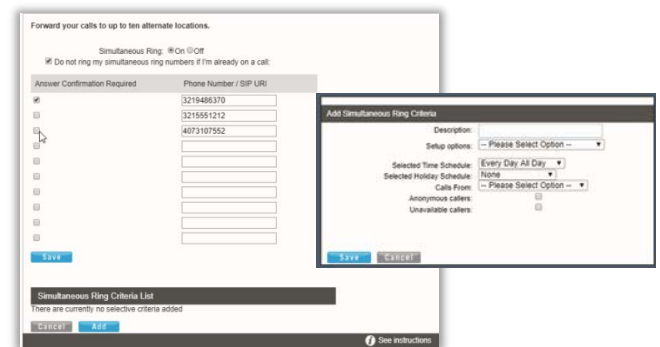 Forward your calls to up to ten alternate locations.
Simultaneous Ring: On Off
Do not ring my simultaneous ring numbers if I'm already on a call:
Answer Confirmation Required Phone Number / SIP URI
3219486370
3215551212
4073107552
Save
Simultaneous Ring Criteria List
There are currently no selective criteria added
Cancel Add
See instructions
Add Simultaneous Ring Criteria
Description:
Setup options: -- Please Select Option --
Selected Time Schedule: Every Day All Day
Selected Holiday Schedule: None
Calls From: -- Please Select Option --
Anonymous callers:
Unavailable callers:
Save Cancel